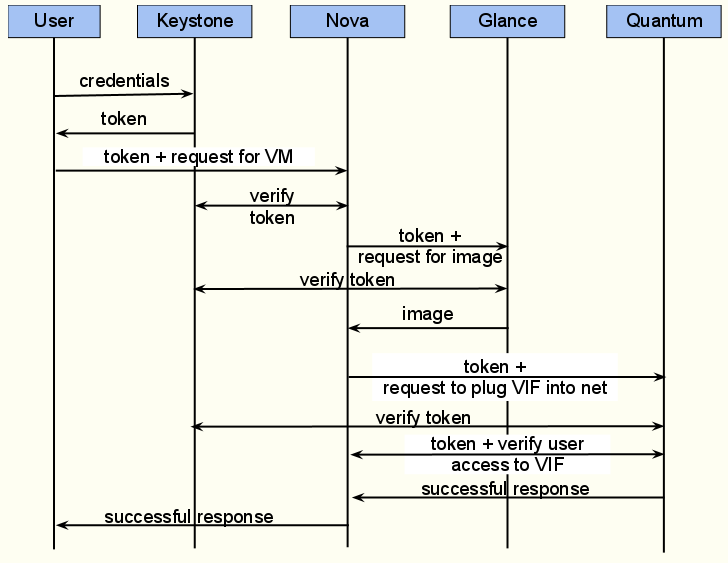 User Keystone Nova Glance Quantum
credentials
token
token + request for VM
verify
token
token +
request for image
verify token
image
token +
request to plug VIF into net
verify token
token + verify user
access to VIF
successful response
successful response